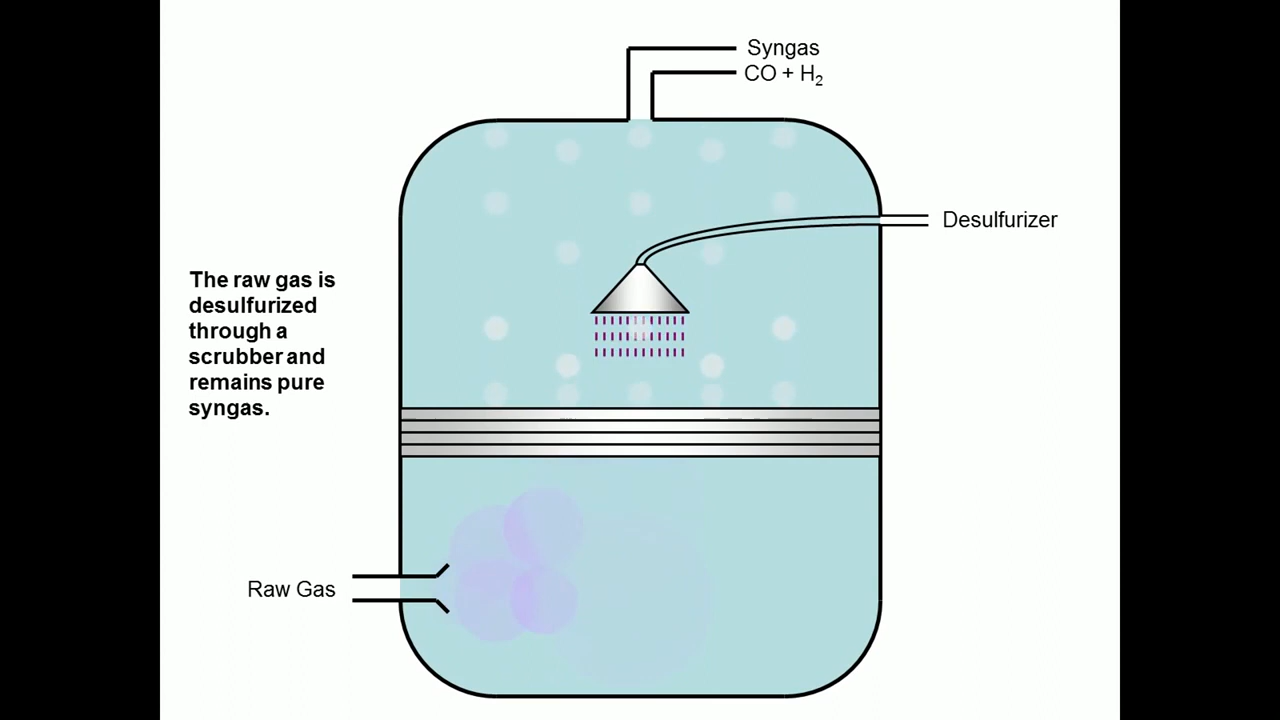 Syngas
CO + H₂
Desulfurizer
The raw gas is
desulfurized
through a
scrubber and
remains pure
syngas.
Raw Gas